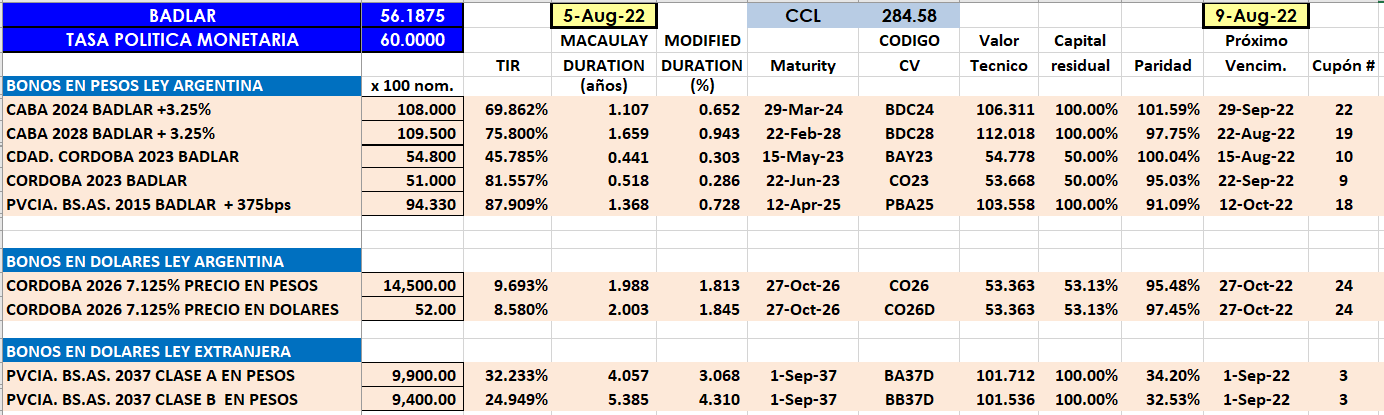 BADLAR 56.1875 5-Aug-22 CCL 284.58 9-Aug-22
TASA POLITICA MONETARIA 60.0000 MACAULAY MODIFIED CODIGO Valor Capital Próximo
TIR DURATION DURATION Maturity CV Tecnico residual Paridad Vencim. Cupón #
BONOS EN PESOS LEY ARGENTINA x 100 nom. (años) (%)
CABA 2024 BADLAR +3.25% 108.000 69.862% 1.107 0.652 29-Mar-24 BDC24 106.311 100.00% 101.59% 29-Sep-22 22
CABA 2028 BADLAR + 3.25% 109.500 75.800% 1.659 0.943 22-Feb-28 BDC28 112.018 100.00% 97.75% 22-Aug-22 19
CDAD. CORDOBA 2023 BADLAR 54.800 45.785% 0.441 0.303 15-May-23 BAY23 54.778 50.00% 100.04% 15-Aug-22 10
CORDOBA 2023 BADLAR 51.000 81.557% 0.518 0.286 22-Jun-23 CO23 53.668 50.00% 95.03% 22-Sep-22 9
PVCIA. BS.AS. 2015 BADLAR + 375bps 94.330 87.909% 1.368 0.728 12-Apr-25 PBA25 103.558 100.00% 91.09% 12-Oct-22 18
BONOS EN DOLARES LEY ARGENTINA
CORDOBA 2026 7.125% PRECIO EN PESOS 14,500.00 9.693% 1.988 1.813 27-Oct-26 CO26 53.363 53.13% 95.48% 27-Oct-22 24
CORDOBA 2026 7.125% PRECIO EN DOLARES 52.00 8.580% 2.003 1.845 27-Oct-26 CO26D 53.363 53.13% 97.45% 27-Oct-22 24
BONOS EN DOLARES LEY EXTRANJERA
PVCIA. BS.AS. 2037 CLASE A EN PESOS 9,900.00 32.233% 4.057 3.068 1-Sep-37 BA37D 101.712 100.00% 34.20% 1-Sep-22 3
PVCIA. BS.AS. 2037 CLASE B EN PESOS 9,400.00 24.949% 5.385 4.310 1-Sep-37 BB37D 101.536 100.00% 32.53% 1-Sep-22 3